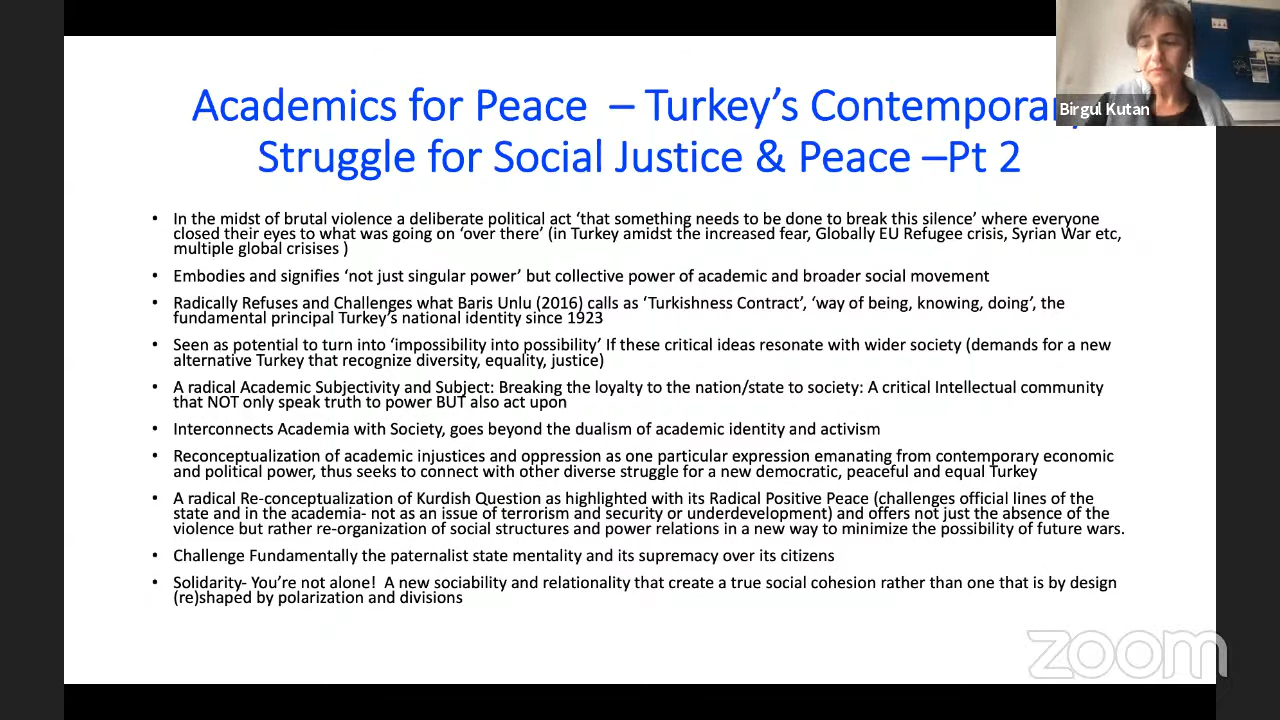 Academics for Peace – Turkey's Contemporary
Struggle for Social Justice & Peace –Pt 2
Birgul Kutan
• In the midst of brutal violence a deliberate political act 'that something needs to be done to break this silence' where everyone
closed their eyes to what was going on 'over there' (in Turkey amidst the increased fear, Globally EU Refugee crisis, Syrian War etc,
multiple global crisises )
• Embodies and signifies 'not just singular power' but collective power of academic and broader social movement
• Radically Refuses and Challenges what Baris Unlu (2016) calls as 'Turkishness Contract', 'way of being, knowing, doing', the
fundamental principal Turkey's national identity since 1923
• Seen as potential to turn into 'impossibility into possibility' If these critical ideas resonate with wider society (demands for a new
alternative Turkey that recognize diversity, equality, justice)
• A radical Academic Subjectivity and Subject: Breaking the loyalty to the nation/state to society: A critical Intellectual community
that NOT only speak truth to power BUT also act upon
• Interconnects Academia with Society, goes beyond the dualism of academic identity and activism
• Reconceptualization of academic injustices and oppression as one particular expression emanating from contemporary economic
and political power, thus seeks to connect with other diverse struggle for a new democratic, peaceful and equal Turkey
• A radical Re-conceptualization of Kurdish Question as highlighted with its Radical Positive Peace (challenges official lines of the
state and in the academia- not as an issue of terrorism and security or underdevelopment) and offers not just the absence of the
violence but rather re-organization of social structures and power relations in a new way to minimize the possibility of future wars.
• Challenge Fundamentally the paternalist state mentality and its supremacy over its citizens
• Solidarity- You're not alone! A new sociability and relationality that create a true social cohesion rather than one that is by design
(re)shaped by polarization and divisions
zoom